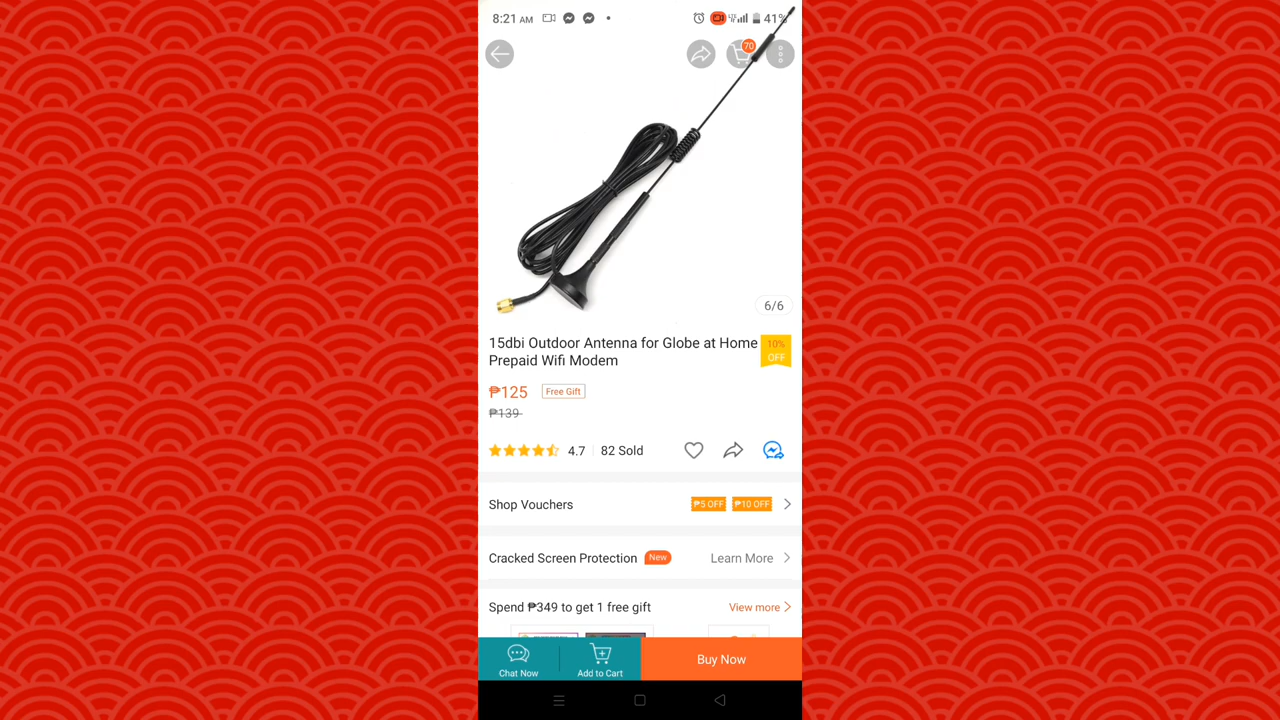 8:21 AM
LTE
41%
70
6/6
15dbi Outdoor Antenna for Globe at Home
Prepaid Wifi Modem
10%
OFF
₱125
Free Gift
₱139
4.7
82 Sold
Shop Vouchers
₱5 OFF
₱10 OFF
Cracked Screen Protection
New
Learn More
Spend ₱349 to get 1 free gift
View more
Chat Now
Add to Cart
Buy Now